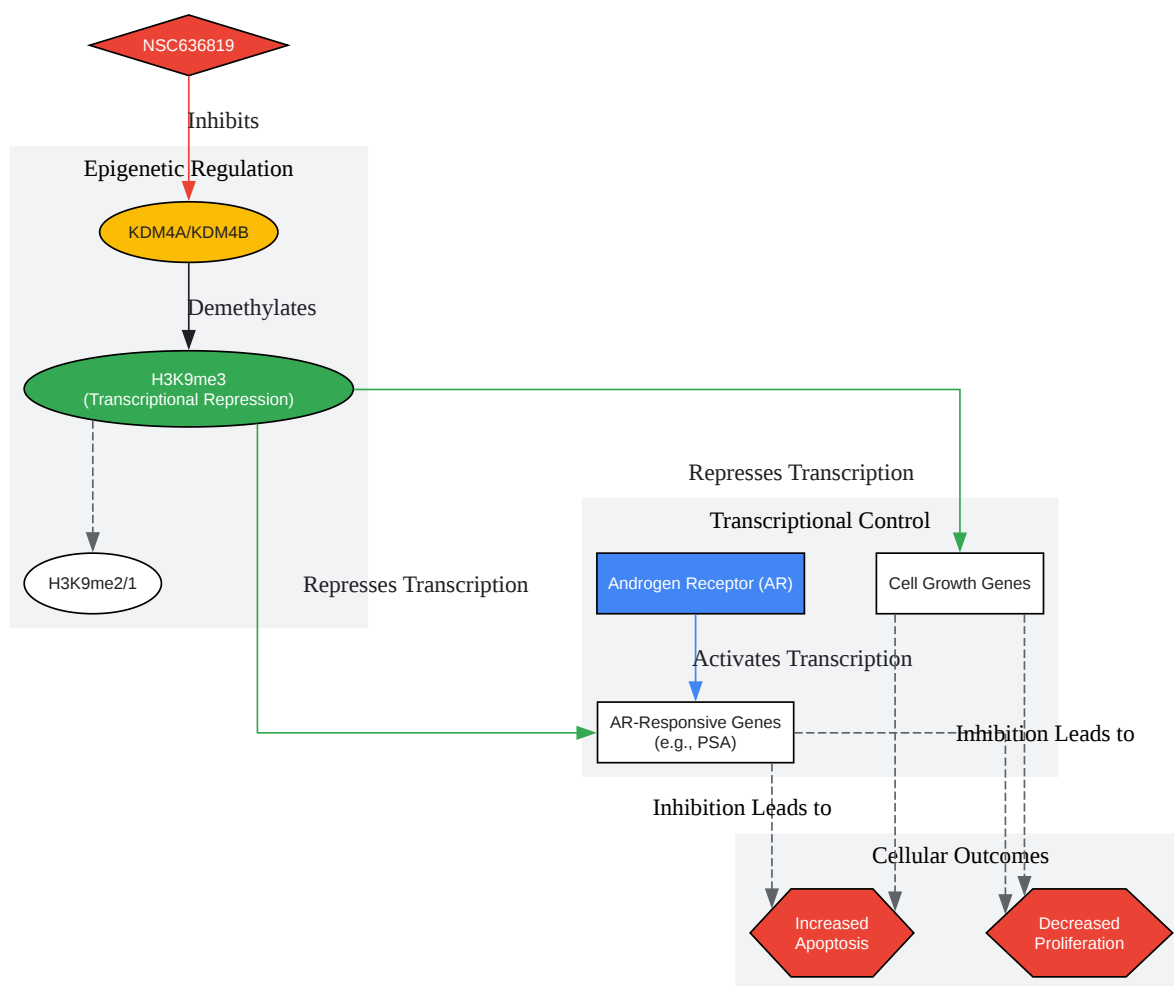 NSC636819
Inhibits
Epigenetic Regulation
KDM4A/KDM4B
Demethylates
H3K9me3
(Transcriptional Repression)
Represses Transcription
Transcriptional Control
H3K9me2/1
Represses Transcription
Androgen Receptor (AR)
Cell Growth Genes
Activates Transcription
AR-Responsive Genes
(e.g., PSA)
Inhibition Leads to
Inhibition Leads to
Cellular Outcomes
Increased
Apoptosis
Decreased
Proliferation